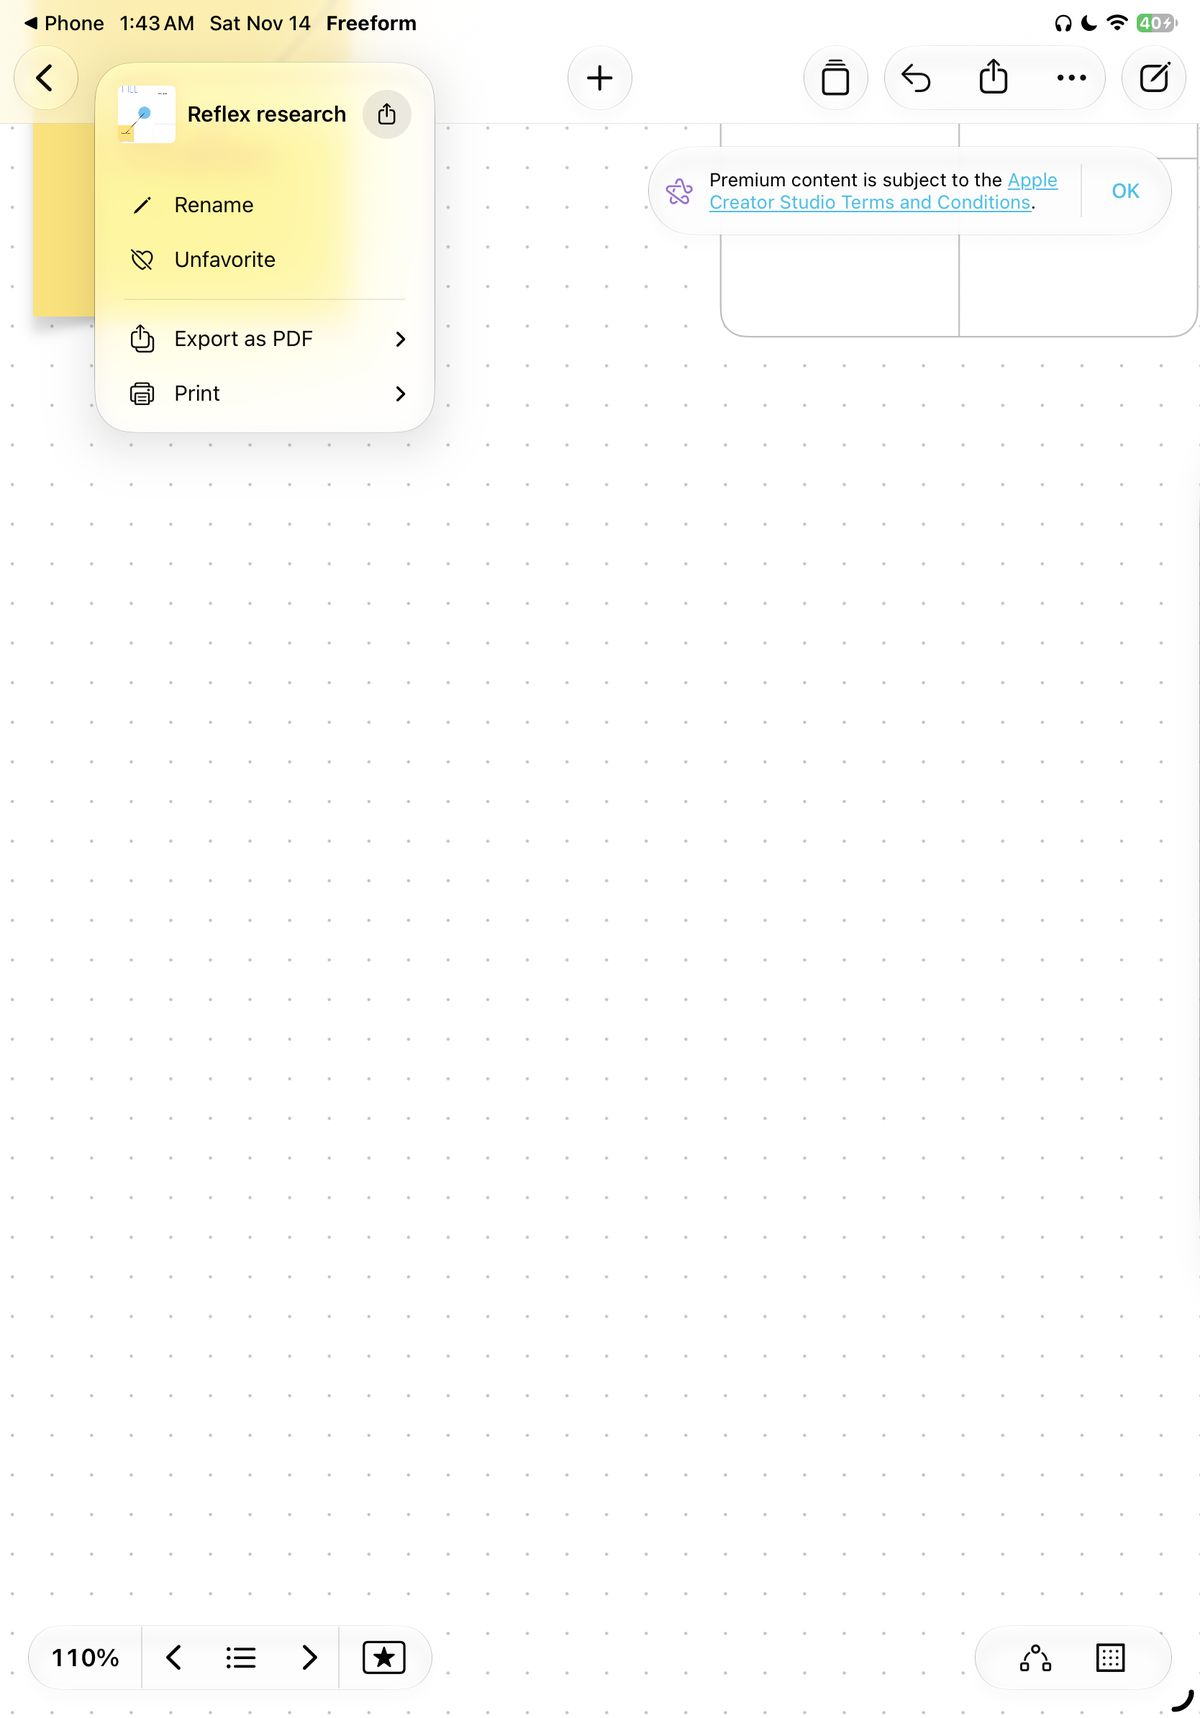 ◀ Phone 1:43 AM Sat Nov 14 Freeform
40
Reflex research
Rename
Unfavorite
Export as PDF
Print
Premium content is subject to the Apple
Creator Studio Terms and Conditions.
OK
110%